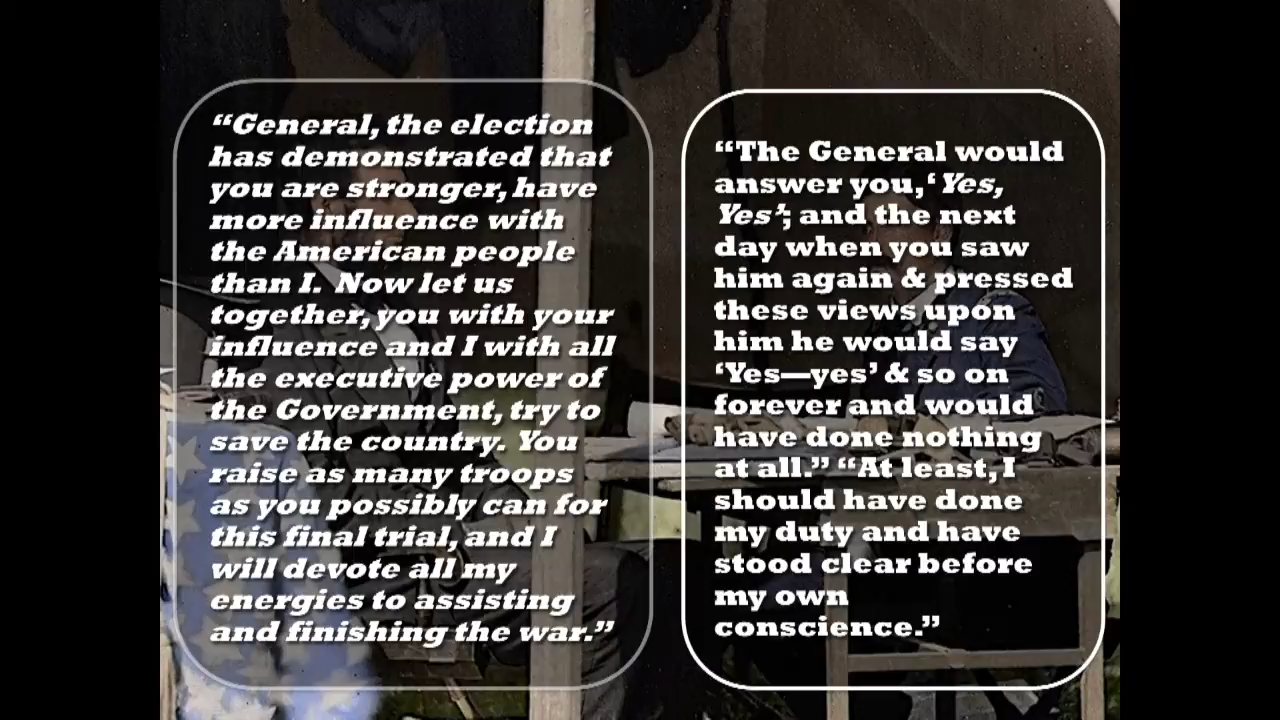 “General, the election
has demonstrated that
you are stronger, have
more influence with
the American people
than I. Now let us
together, you with your
influence and I with all
the executive power of
the Government, try to
save the country. You
raise as many troops
as you possibly can for
this final trial, and I
will devote all my
energies to assisting
and finishing the war.”
“The General would
answer you, ‘Yes,
Yes’; and the next
day when you saw
him again & pressed
these views upon
him he would say
‘Yes—yes’ & so on
forever and would
have done nothing
at all.” “At least, I
should have done
my duty and have
stood clear before
my own
conscience.”